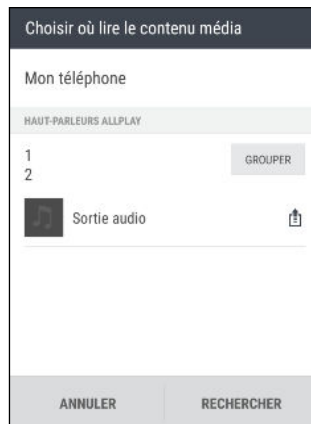 Choisir où lire le contenu média
Mon téléphone
HAUT-PARLEURS ALLPLAY
1
2
GROUPER
Sortie audio
ANNULER
RECHERCHER